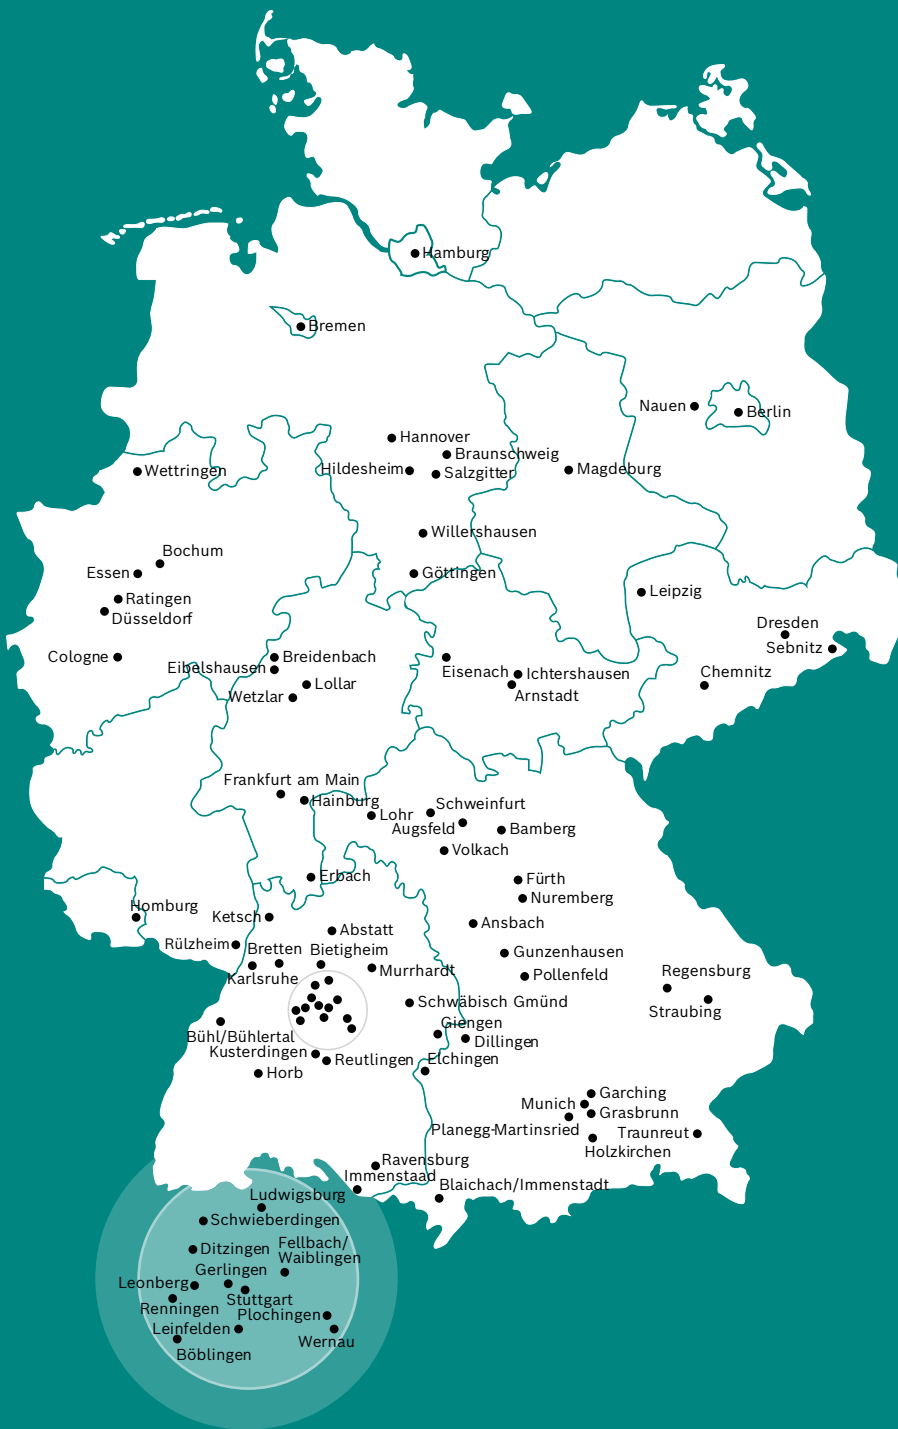 Hamburg
Bremen
Nauen
Berlin
Hannover
Braunschweig
Hildesheim
Salzgitter
Magdeburg
Wettringen
Willershausen
Bochum
Essen
Göttingen
Leipzig
Ratingen
Düsseldorf
Dresden
Sebnitz
Cologne
Breidenbach
Eibelshausen
Eisenach
Ichtershausen
Chemnitz
Lollar
Wetzlar
Arnstadt
Frankfurt am Main
Hainburg
Schweinfurt
Lohr
Augsfeld
Bamberg
Volkach
Erbach
Fürth
Nuremberg
Homburg
Ketsch
Ansbach
Abstatt
Rülzheim
Bretten
Bietigheim
Gunzenhausen
Karlsruhe
Murrhardt
Pollenfeld
Regensburg
Schwäbisch Gmünd
Straubing
Giengen
Bühl/Bühlertal
Dillingen
Kusterdingen
Reutlingen
Elchingen
Horb
Garching
Munich
Grasbrunn
Planegg-Martinsried
Traunreut
Holzkirchen
Ravensburg
Immenstaad
Blaichach/Immenstadt
Ludwigsburg
Schwieberdingen
Ditzingen
Fellbach/
Waiblingen
Gerlingen
Leonberg
Stuttgart
Renningen
Plochingen
Leinfelden
Wernau
Böblingen